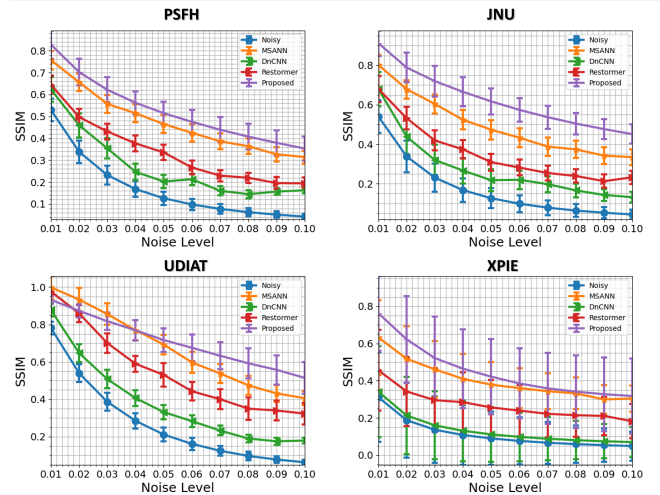 PSFH
JNU
SSIM
0.8
0.7
0.6
0.5
0.4
0.3
0.2
0.1
Noisy
MSANN
DnCNN
Restormer
Proposed
0.01 0.02 0.03 0.04 0.05 0.06 0.07 0.08 0.09 0.10
Noise Level
SSIM
0.8
0.6
0.4
0.2
Noisy
MSANN
DnCNN
Restormer
Proposed
0.01 0.02 0.03 0.04 0.05 0.06 0.07 0.08 0.09 0.10
Noise Level
UDIAT
XPIE
SSIM
1.0
0.8
0.6
0.4
0.2
Noisy
MSANN
DnCNN
Restormer
Proposed
0.01 0.02 0.03 0.04 0.05 0.06 0.07 0.08 0.09 0.10
Noise Level
SSIM
0.8
0.6
0.4
0.2
0.0
Noisy
MSANN
DnCNN
Restormer
Proposed
0.01 0.02 0.03 0.04 0.05 0.06 0.07 0.08 0.09 0.10
Noise Level